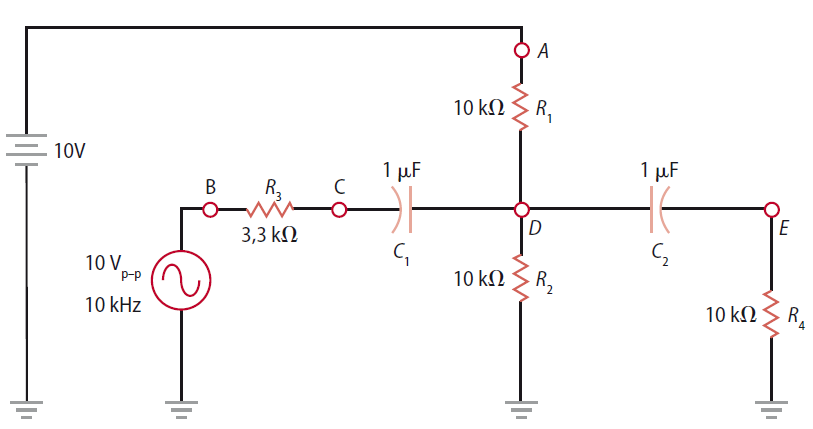 A
10 kΩ R1
10V
1 µF
1 µF
B R3 C
D
E
3,3 kΩ
C1
C2
10 Vp-p
10 kΩ R2
10 kHz
10 kΩ R4